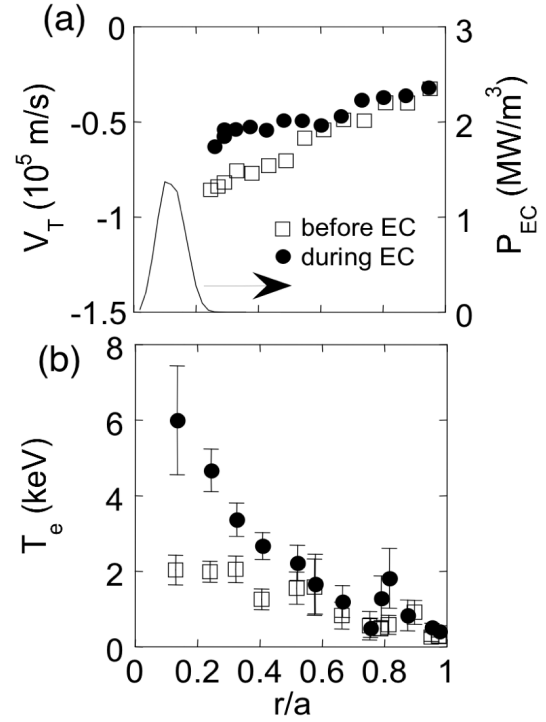 (a)
0
-0.5
-1
-1.5
V_T (10^5 m/s)
3
2
1
0
P_EC (MW/m^3)
before EC
during EC
(b)
8
6
4
2
0
T_e (keV)
0 0.2 0.4 0.6 0.8 1
r/a